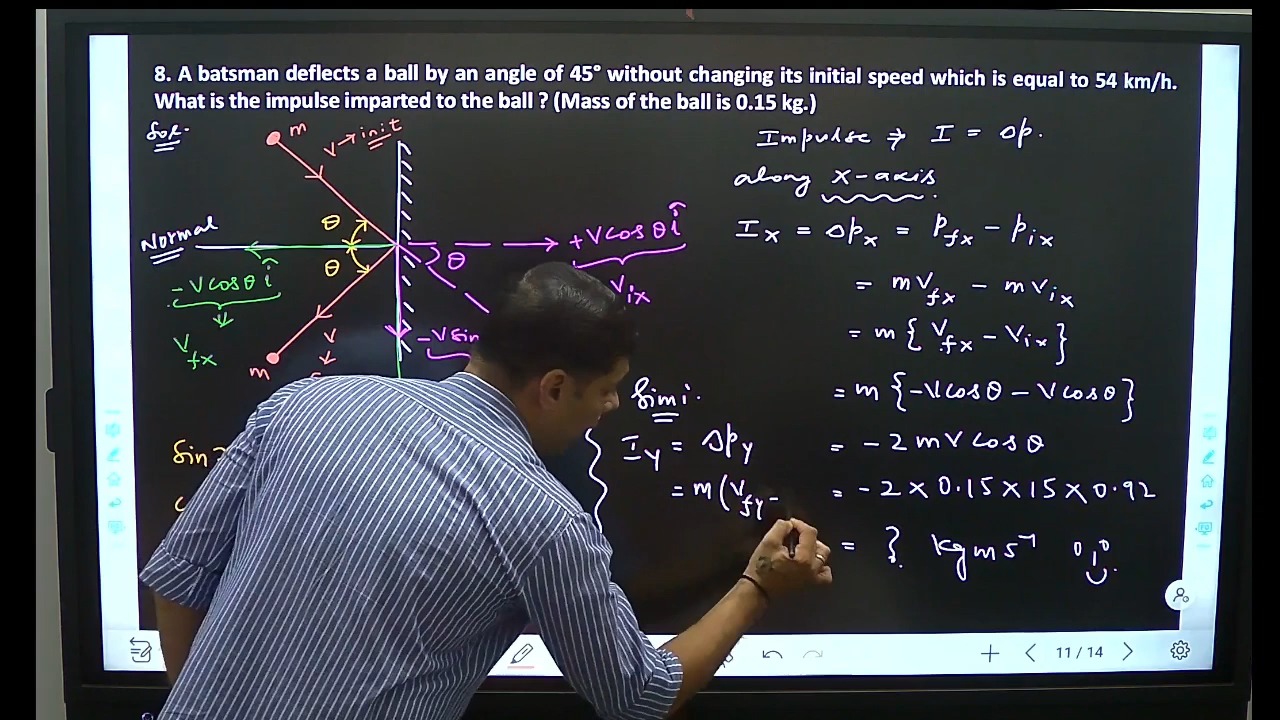 8. A batsman deflects a ball by an angle of 45° without changing its initial speed which is equal to 54 km/h.
What is the impulse imparted to the ball ? (Mass of the ball is 0.15 kg.)
Sol.
m
V → init
Normal
θ
θ
θ
+Vcosθ î
Vix
-Vcosθ î
Vfx
-Vsin
V
m
Impulse ⇒ I = Δp.
along x-axis
Ix = Δpx = Pfx - Pix
= mVfx - mVix
= m{Vfx - Vix}
= m{-Vcosθ - Vcosθ}
= -2mVcosθ
= -2×0.15×15×0.92
= ? kgms⁻¹
Simi.
Iy = Δpy
= m(Vfy -
Sin
11 / 14